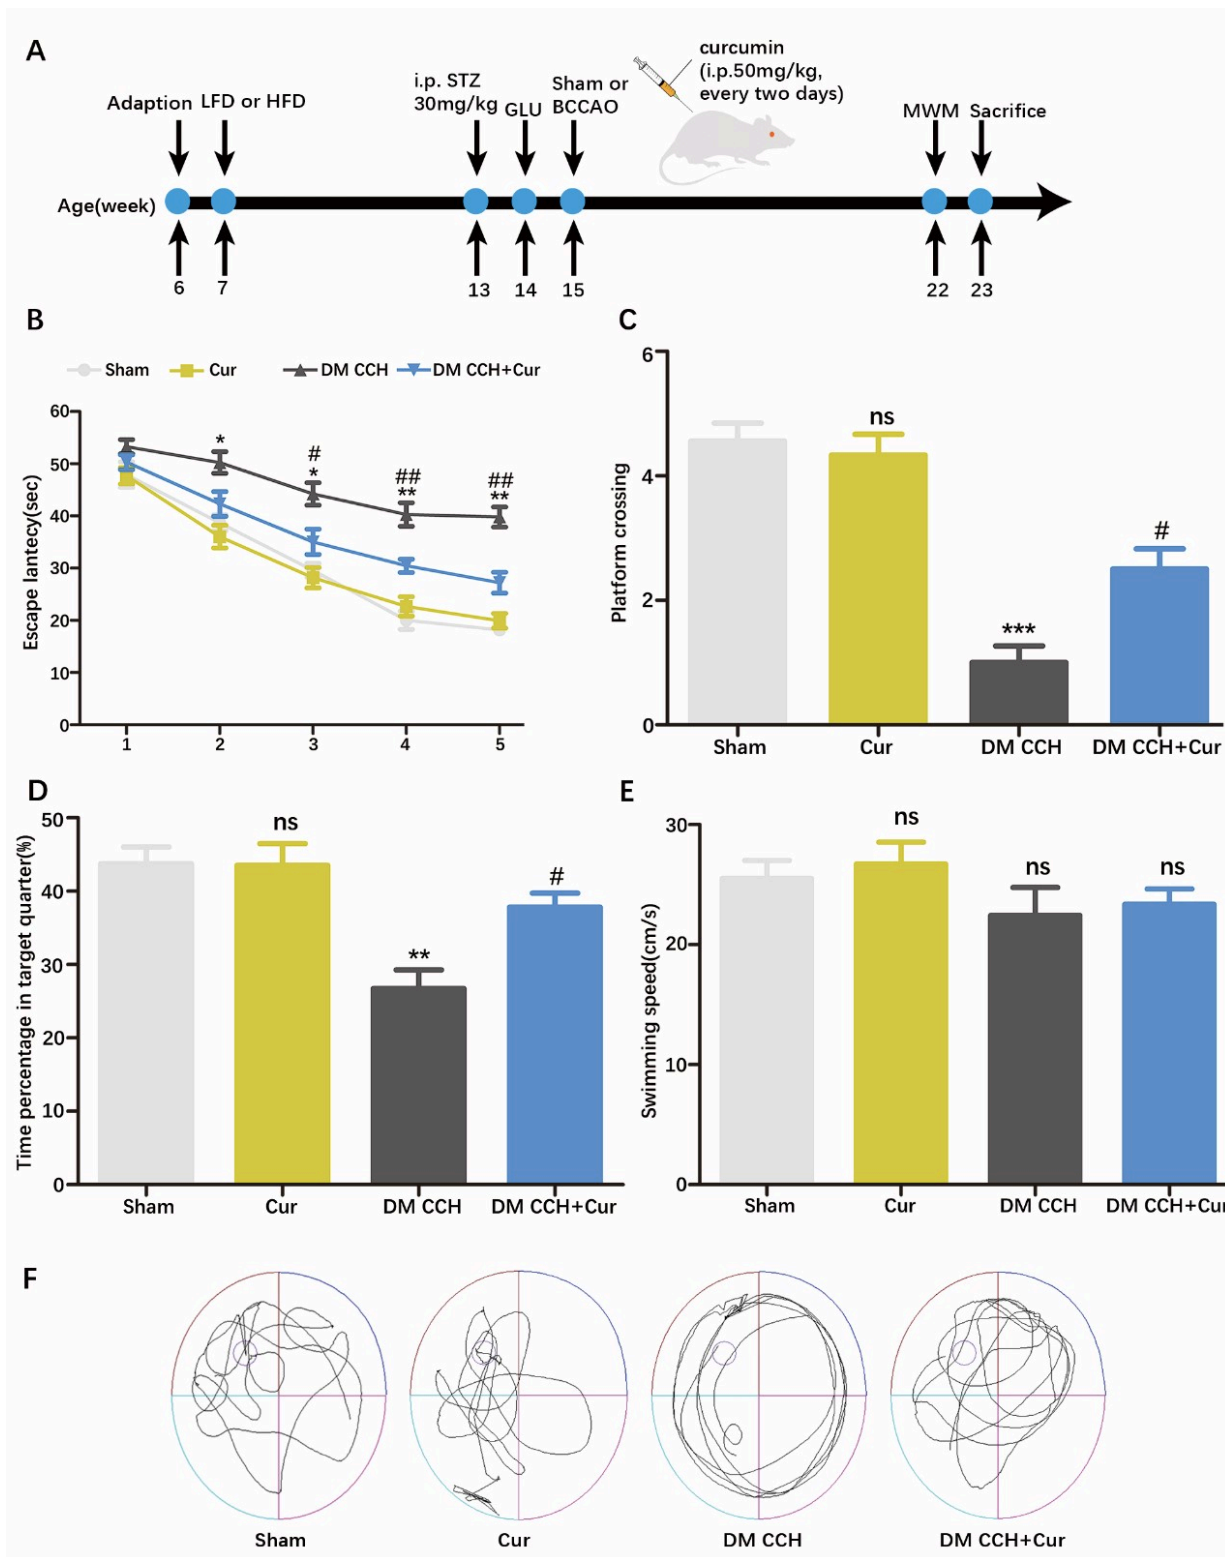 A
Adaption
LFD or HFD
i.p. STZ
30mg/kg
GLU
Sham or
BCCAO
curcumin
(i.p.50mg/kg,
every two days)
MWM
Sacrifice
Age(week)
6
7
13
14
15
22
23
B
Sham
Cur
DM CCH
DM CCH+Cur
Escape lantecy(sec)
60
50
40
30
20
10
0
*
#
*
##
**
##
**
1
2
3
4
5
C
Platform crossing
6
4
2
0
ns
***
#
Sham
Cur
DM CCH
DM CCH+Cur
D
Time percentage in target quarter(%)
50
40
30
20
10
0
ns
**
#
Sham
Cur
DM CCH
DM CCH+Cur
E
Swimming speed(cm/s)
30
20
10
0
ns
ns
ns
Sham
Cur
DM CCH
DM CCH+Cur
F
Sham
Cur
DM CCH
DM CCH+Cur